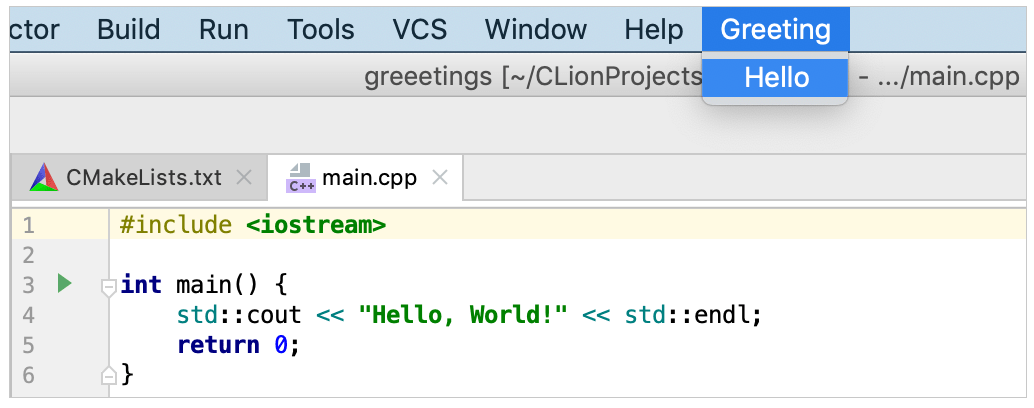 ctor Build Run Tools VCS Window Help Greeting
greeetings [~/CLionProjects Hello - .../main.cpp
CMakeLists.txt C++ main.cpp
1 #include <iostream>
2
3 int main() {
4     std::cout << "Hello, World!" << std::endl;
5     return 0;
6 }